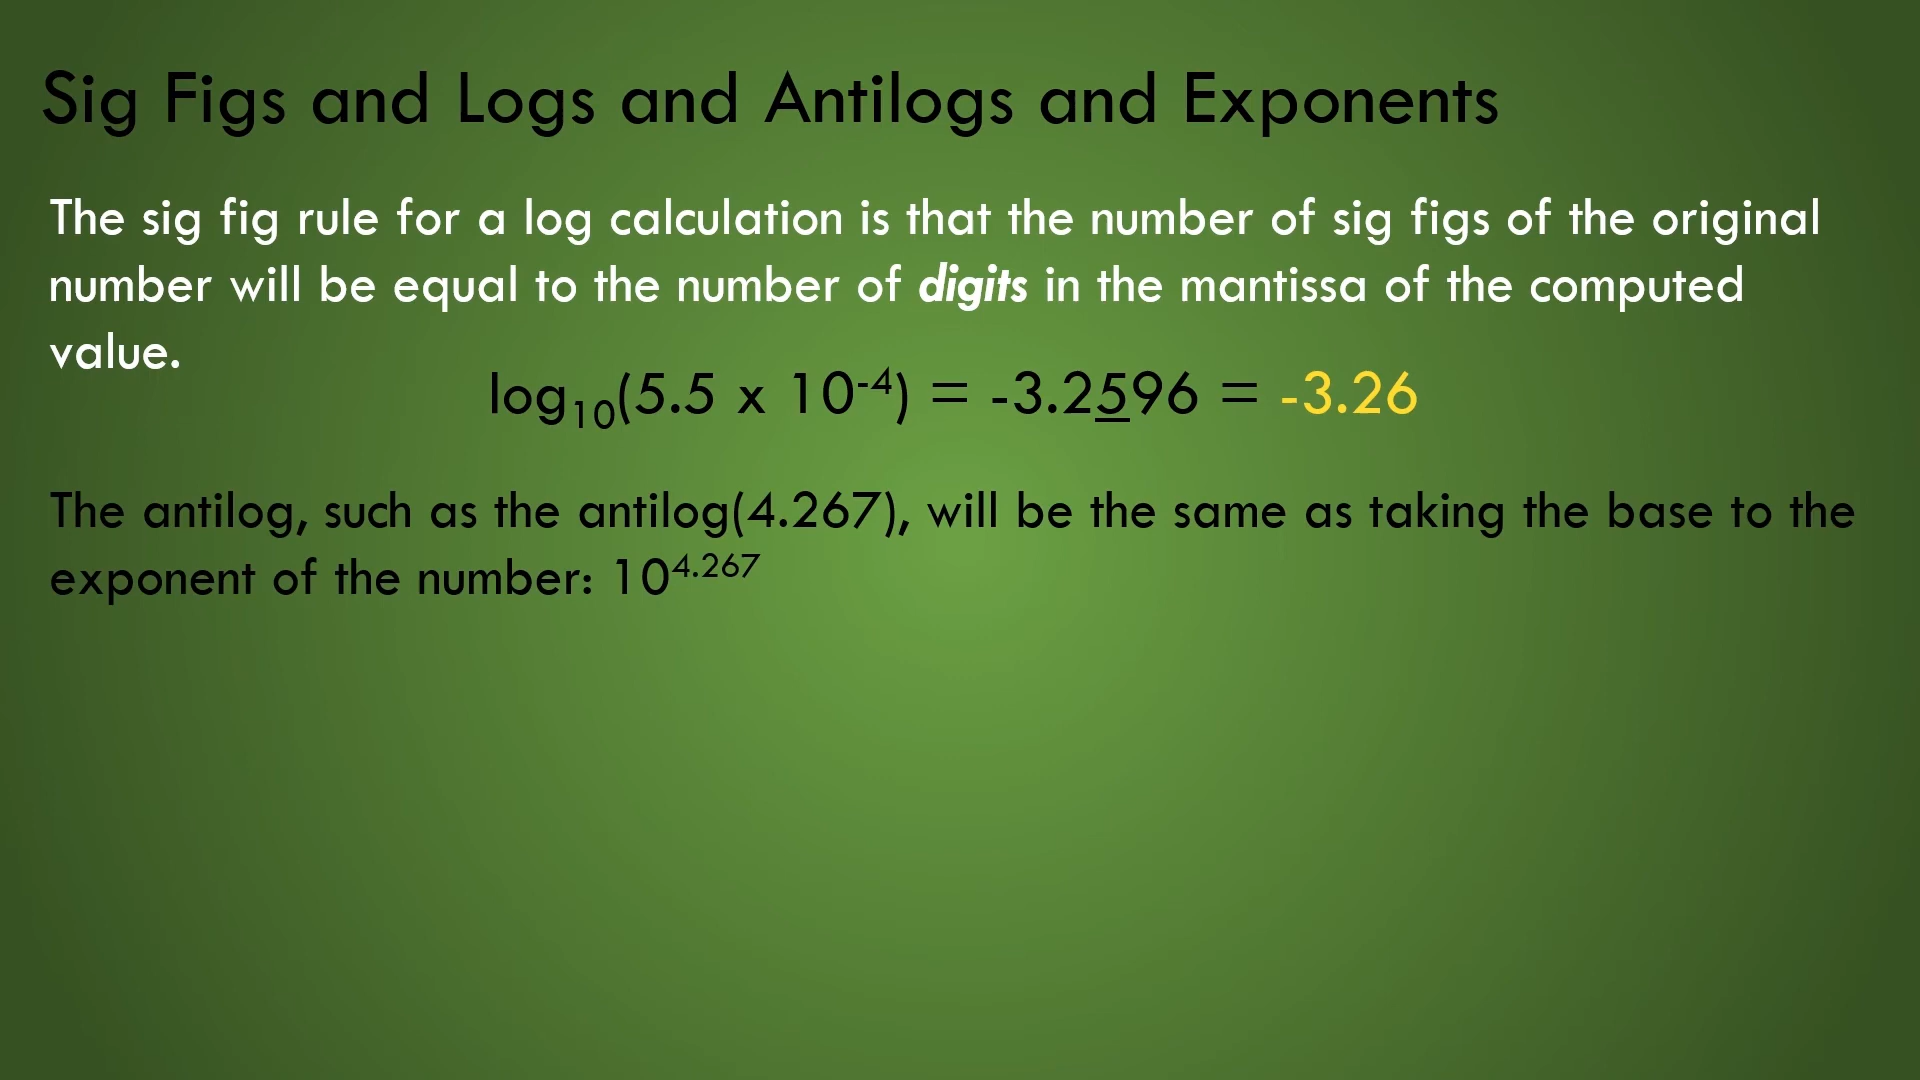 Sig Figs and Logs and Antilogs and Exponents
The sig fig rule for a log calculation is that the number of sig figs of the original
number will be equal to the number of digits in the mantissa of the computed
value.
log₁₀(5.5 x 10⁻⁴) = -3.2596 = -3.26
The antilog, such as the antilog(4.267), will be the same as taking the base to the
exponent of the number: 10⁴·²⁶⁷